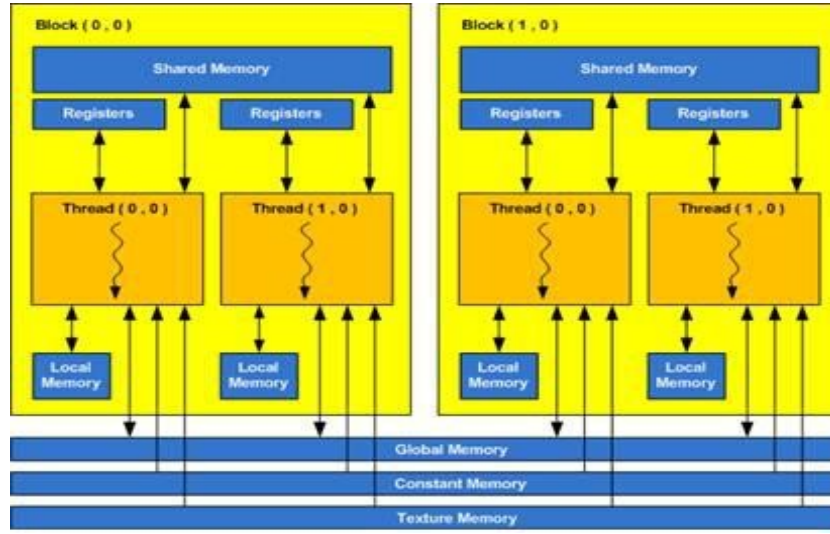 Block ( 0 , 0 )
Shared Memory
Registers
Registers
Thread ( 0 , 0 )
Thread ( 1 , 0 )
Local
Memory
Local
Memory
Block ( 1 , 0 )
Shared Memory
Registers
Registers
Thread ( 0 , 0 )
Thread ( 1 , 0 )
Local
Memory
Local
Memory
Global Memory
Constant Memory
Texture Memory